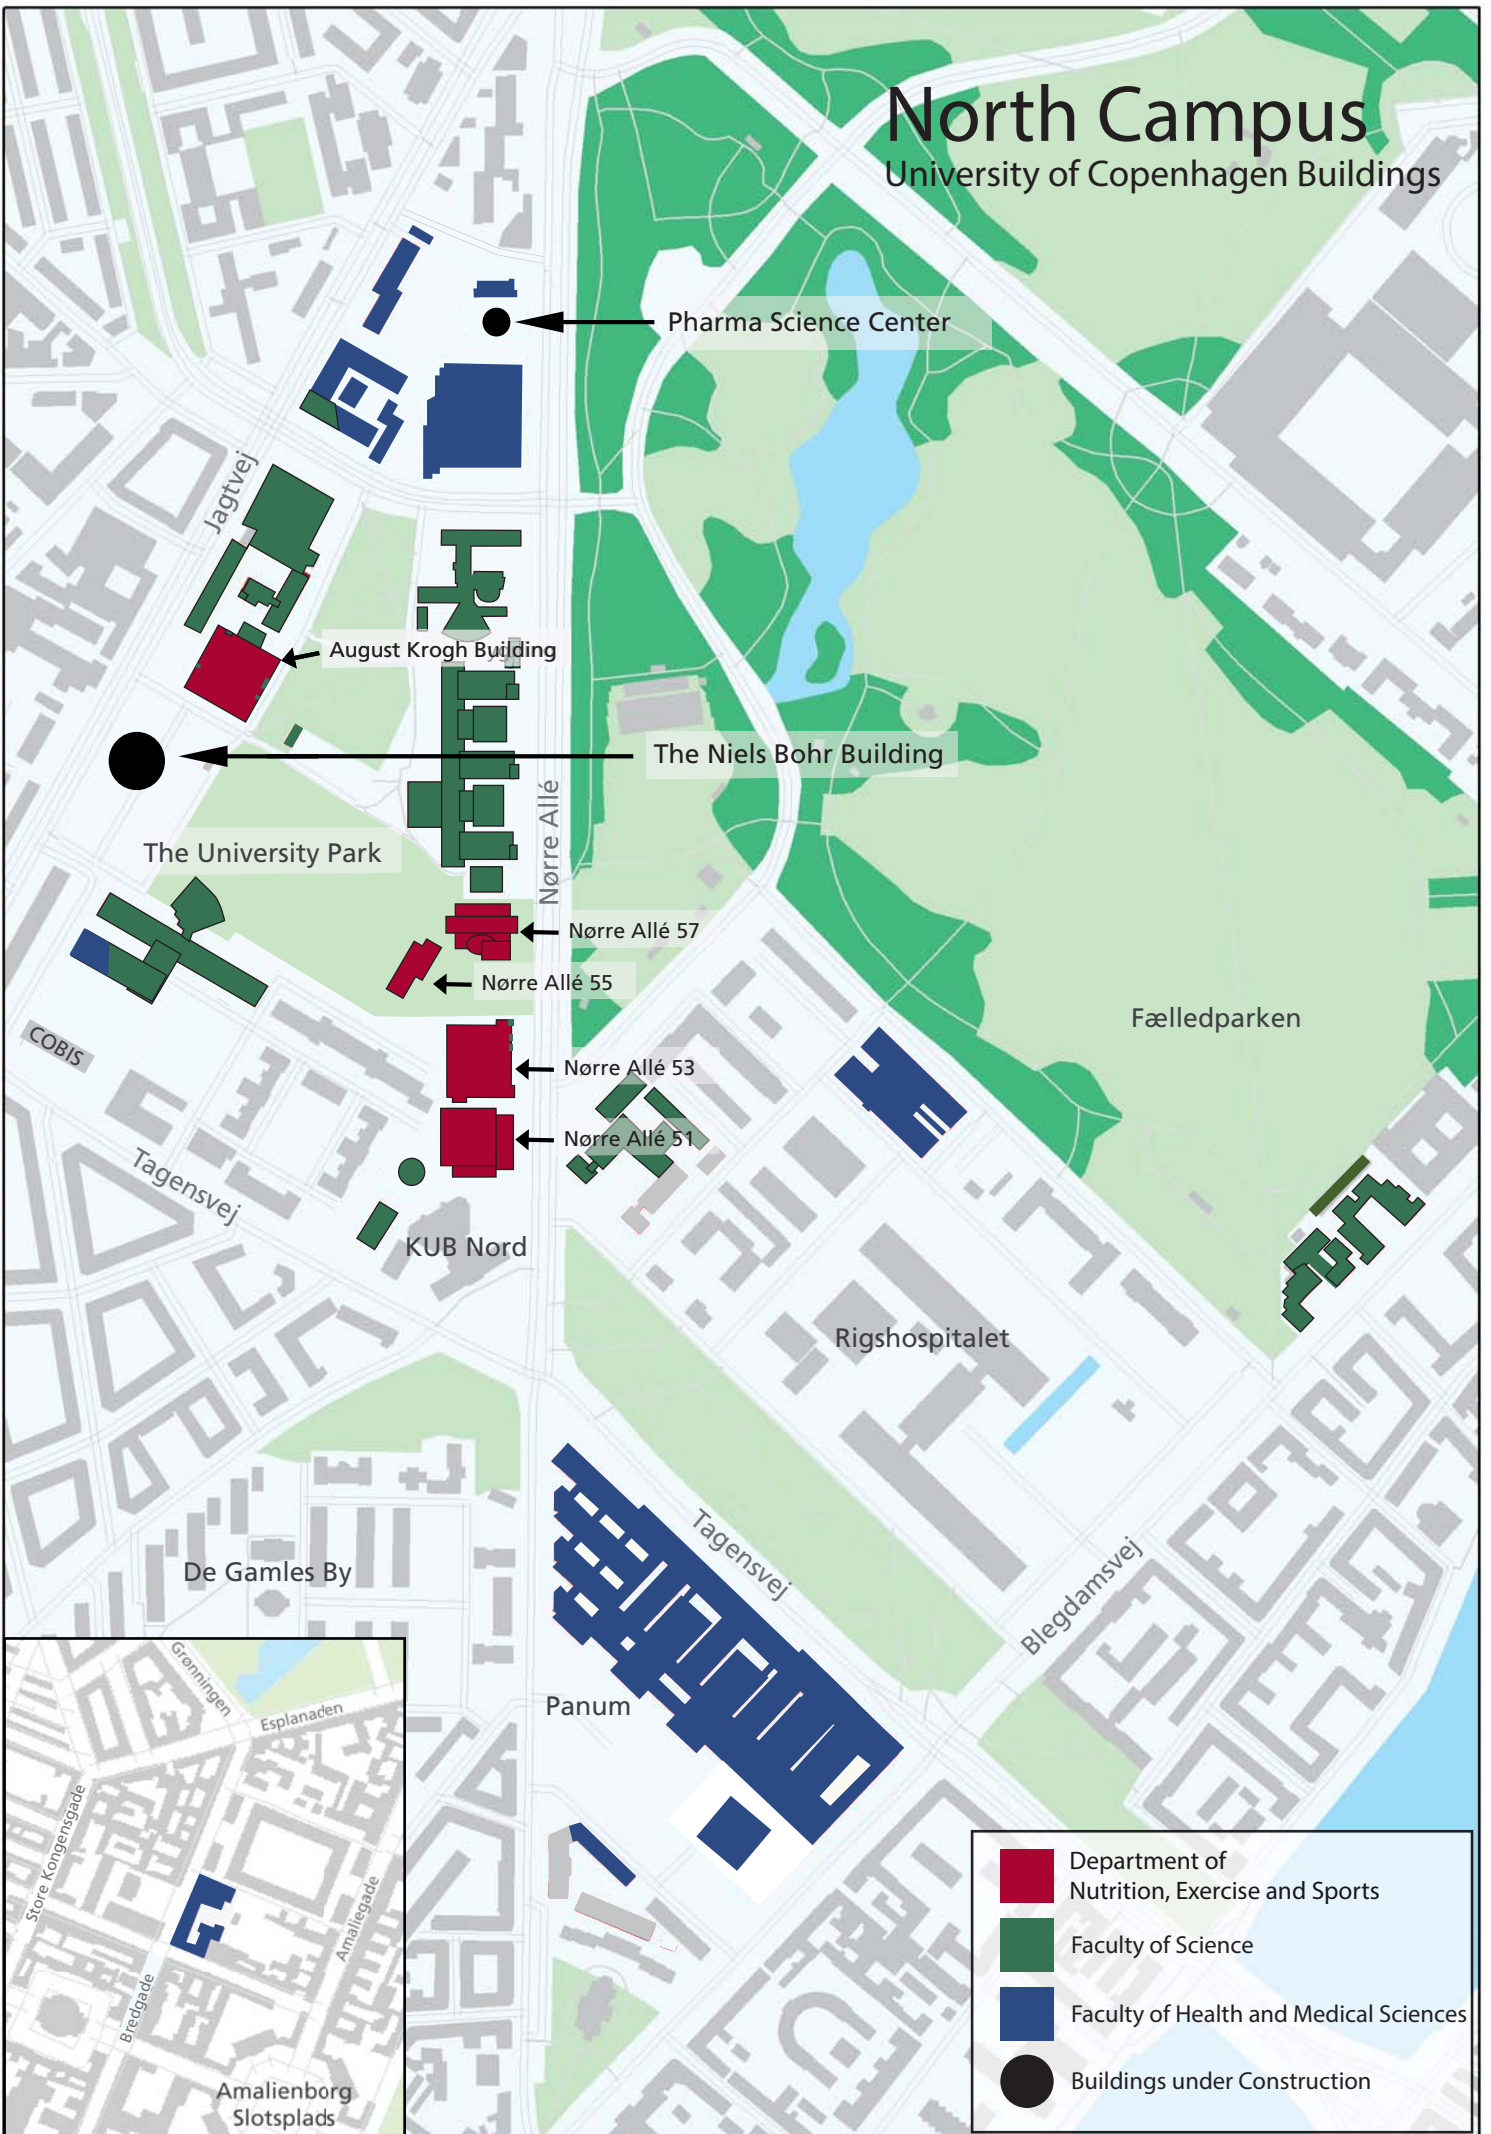 North Campus
University of Copenhagen Buildings
Pharma Science Center
Jagtvej
August Krogh Building
The Niels Bohr Building
Nørre Allé
The University Park
Nørre Allé 57
Nørre Allé 55
Fælledparken
COBIS
Nørre Allé 53
Nørre Allé 51
Tagensvej
KUB Nord
Rigshospitalet
Tagensvej
De Gamles By
Blegdamsvej
Panum
Grønningen
Esplanaden
Store Kongensgade
Amaliegade
Bredgade
Amalienborg
Slotsplads
Department of
Nutrition, Exercise and Sports
Faculty of Science
Faculty of Health and Medical Sciences
Buildings under Construction